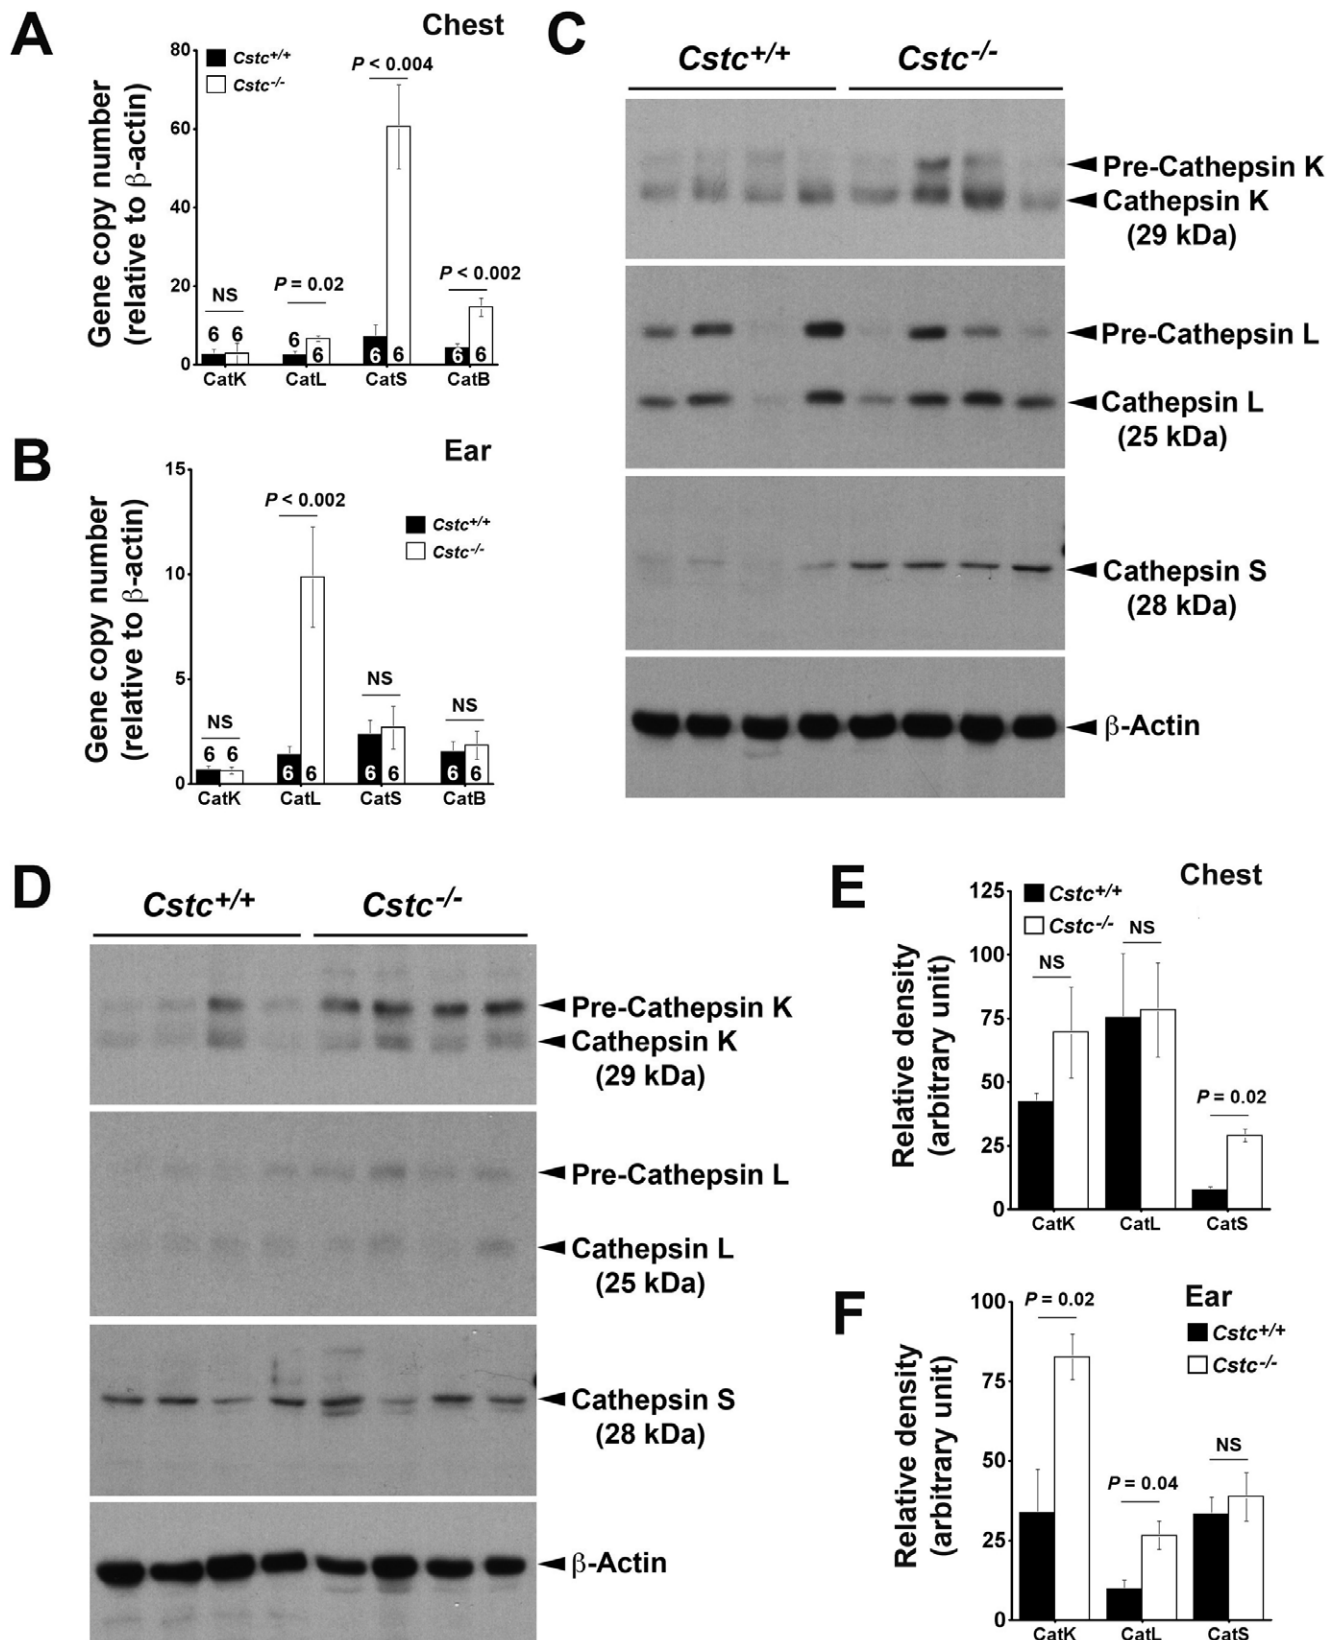 A
Chest
Gene copy number
(relative to β-actin)
80
60
40
20
0
Cstc+/+
Cstc-/-
P < 0.004
P < 0.002
P = 0.02
NS
6 6
6 6
6 6
6 6
CatK CatL CatS CatB
B
Ear
Gene copy number
(relative to β-actin)
15
10
5
0
P < 0.002
Cstc+/+
Cstc-/-
NS
NS
NS
6 6
6 6
6 6
6 6
CatK CatL CatS CatB
C
Cstc+/+ Cstc-/-
Pre-Cathepsin K
Cathepsin K
(29 kDa)
Pre-Cathepsin L
Cathepsin L
(25 kDa)
Cathepsin S
(28 kDa)
β-Actin
D
Cstc+/+ Cstc-/-
Pre-Cathepsin K
Cathepsin K
(29 kDa)
Pre-Cathepsin L
Cathepsin L
(25 kDa)
Cathepsin S
(28 kDa)
β-Actin
E
Chest
Relative density
(arbitrary unit)
125
100
75
50
25
0
Cstc+/+
Cstc-/-
NS
NS
P = 0.02
CatK CatL CatS
F
Ear
Relative density
(arbitrary unit)
100
75
50
25
0
P = 0.02
Cstc+/+
Cstc-/-
P = 0.04
NS
CatK CatL CatS